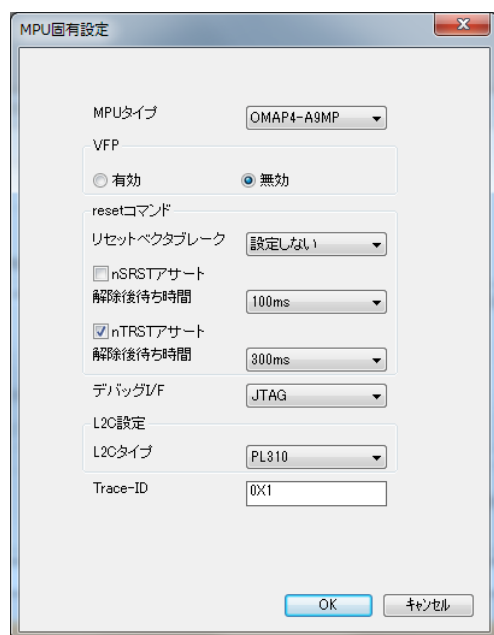 MPU固有設定
MPUタイプ
OMAP4-A9MP
VFP
有効
無効
resetコマンド
リセットベクタブレーク
設定しない
nSRSTアサート
解除後待ち時間
100ms
nTRSTアサート
解除後待ち時間
300ms
デバッグI/F
JTAG
L2C設定
L2Cタイプ
PL310
Trace-ID
0X1
OK
キャンセル